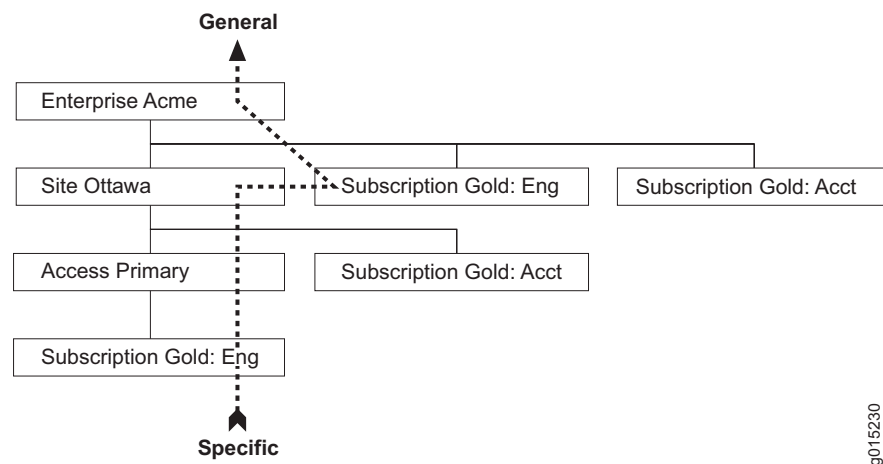 General
Enterprise Acme
Site Ottawa
Subscription Gold: Eng
Subscription Gold: Acct
Access Primary
Subscription Gold: Acct
Subscription Gold: Eng
Specific
g015230